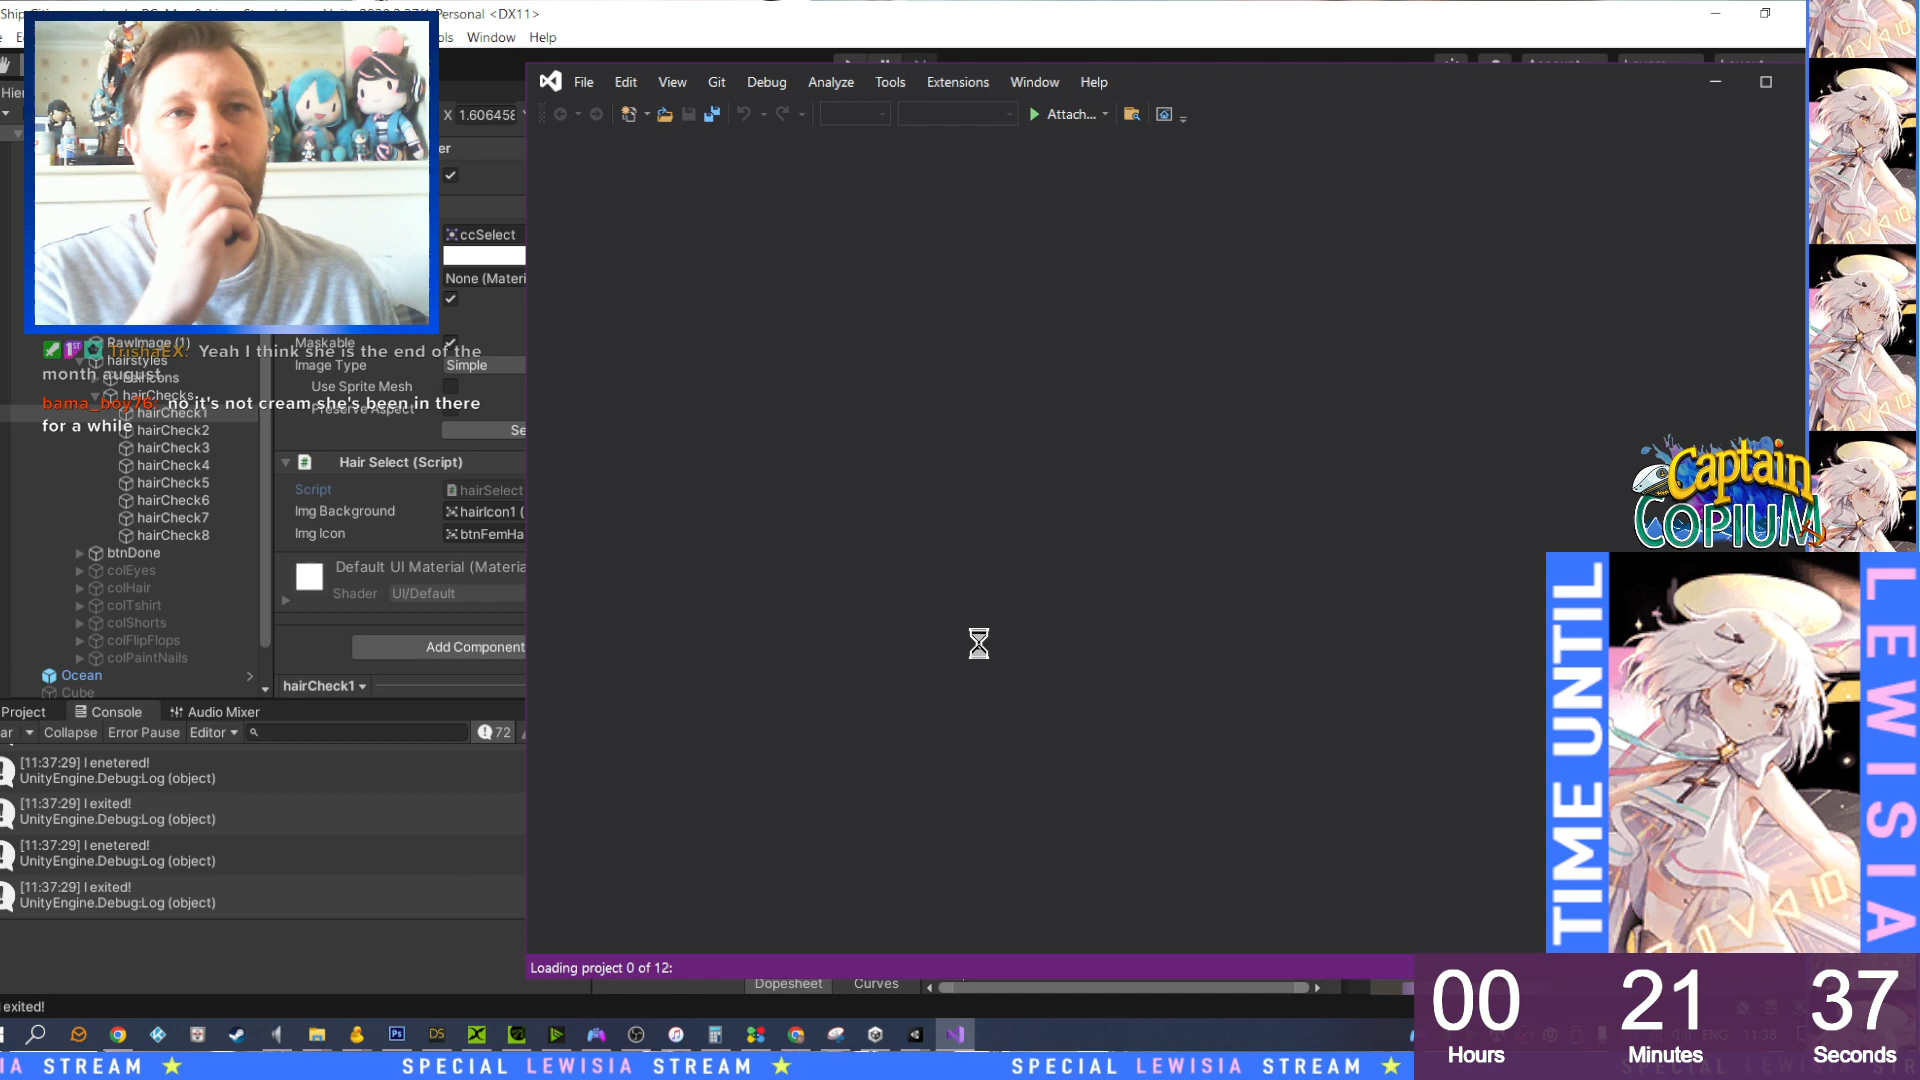 Personal <DX11>
Window Help
File Edit View Git Debug Analyze Tools Extensions Window Help
Attach...
Hier
X 1.606458
ccSelect
None (Materi
Maskable
Image Type Simple
Use Sprite Mesh
Preserve Aspect
Se
RawImage (1)
hairstyles
hairChecks
hairCheck1
hairCheck2
hairCheck3
hairCheck4
hairCheck5
hairCheck6
hairCheck7
hairCheck8
btnDone
colEyes
colHair
colTshirt
colShorts
colFlipFlops
colPaintNails
Ocean
Cube
TrishaEX: Yeah I think she is the end of the
month august
bama_boy76: no it's not cream she's been in there
for a while
Hair Select (Script)
Script hairSelect
Img Background hairIcon1 (
Img Icon btnFemHa
Default UI Material (Materia
Shader UI/Default
Add Component
hairCheck1
Project Console Audio Mixer
ar Collapse Error Pause Editor 72
[11:37:29] I enetered!
UnityEngine.Debug:Log (object)
[11:37:29] I exited!
UnityEngine.Debug:Log (object)
[11:37:29] I enetered!
UnityEngine.Debug:Log (object)
[11:37:29] I exited!
UnityEngine.Debug:Log (object)
exited!
Loading project 0 of 12:
Dopesheet Curves
Captain
COPIUM
TIME UNTIL
LEWISIA
00 21 37
Hours Minutes Seconds
ENG 11:38
IA STREAM SPECIAL LEWISIA STREAM SPECIAL LEWISIA STREAM